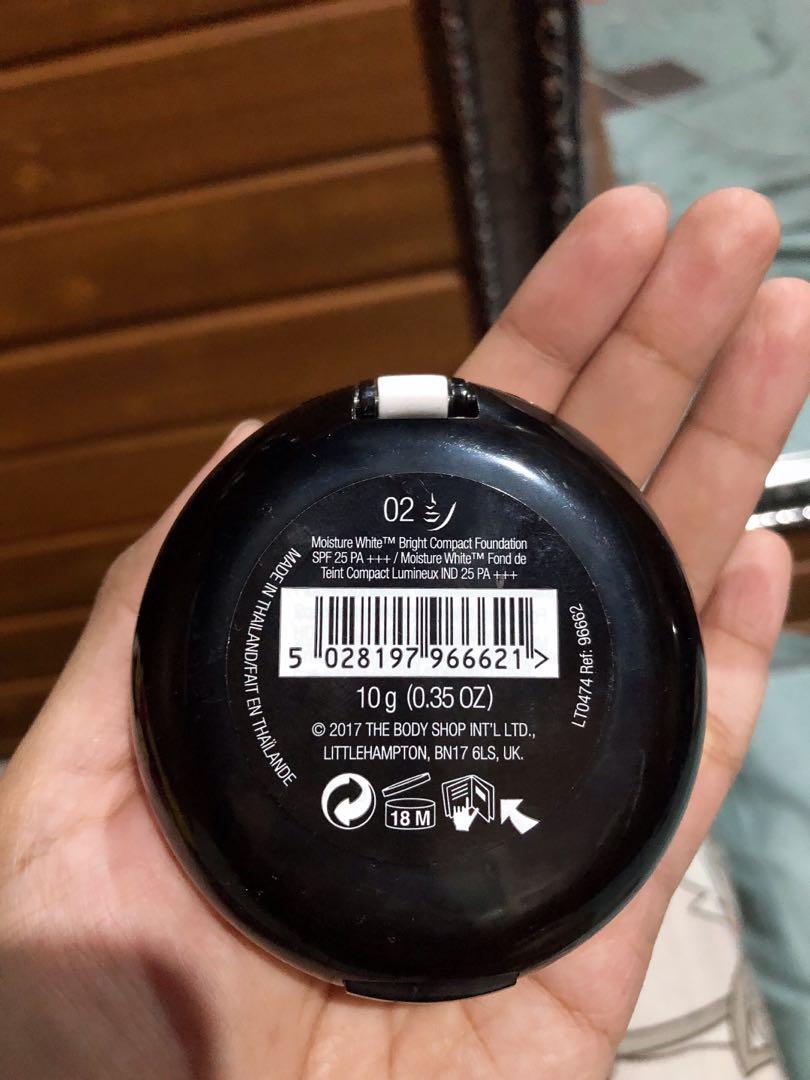 02
Moisture White™ Bright Compact Foundation
SPF 25 PA +++ / Moisture White™ Fond de
Teint Compact Lumineux IND 25 PA +++
MADE IN THAILAND/FAIT EN THAÏLANDE
5 028197 966621 >
LT0474 Ref: 96662
10 g (0.35 OZ)
© 2017 THE BODY SHOP INT'L LTD.,
LITTLEHAMPTON, BN17 6LS, UK.
18 M